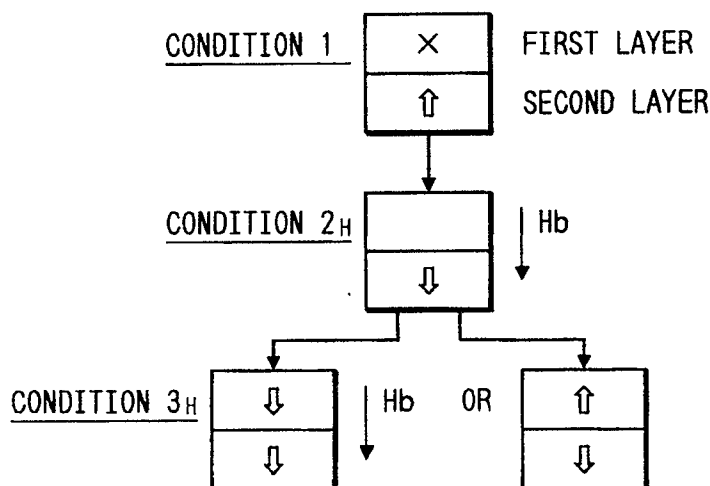 CONDITION 1
×
FIRST LAYER
⇧
SECOND LAYER
CONDITION 2H
Hb
⇩
CONDITION 3H
⇩
Hb
OR
⇧
⇩
⇩